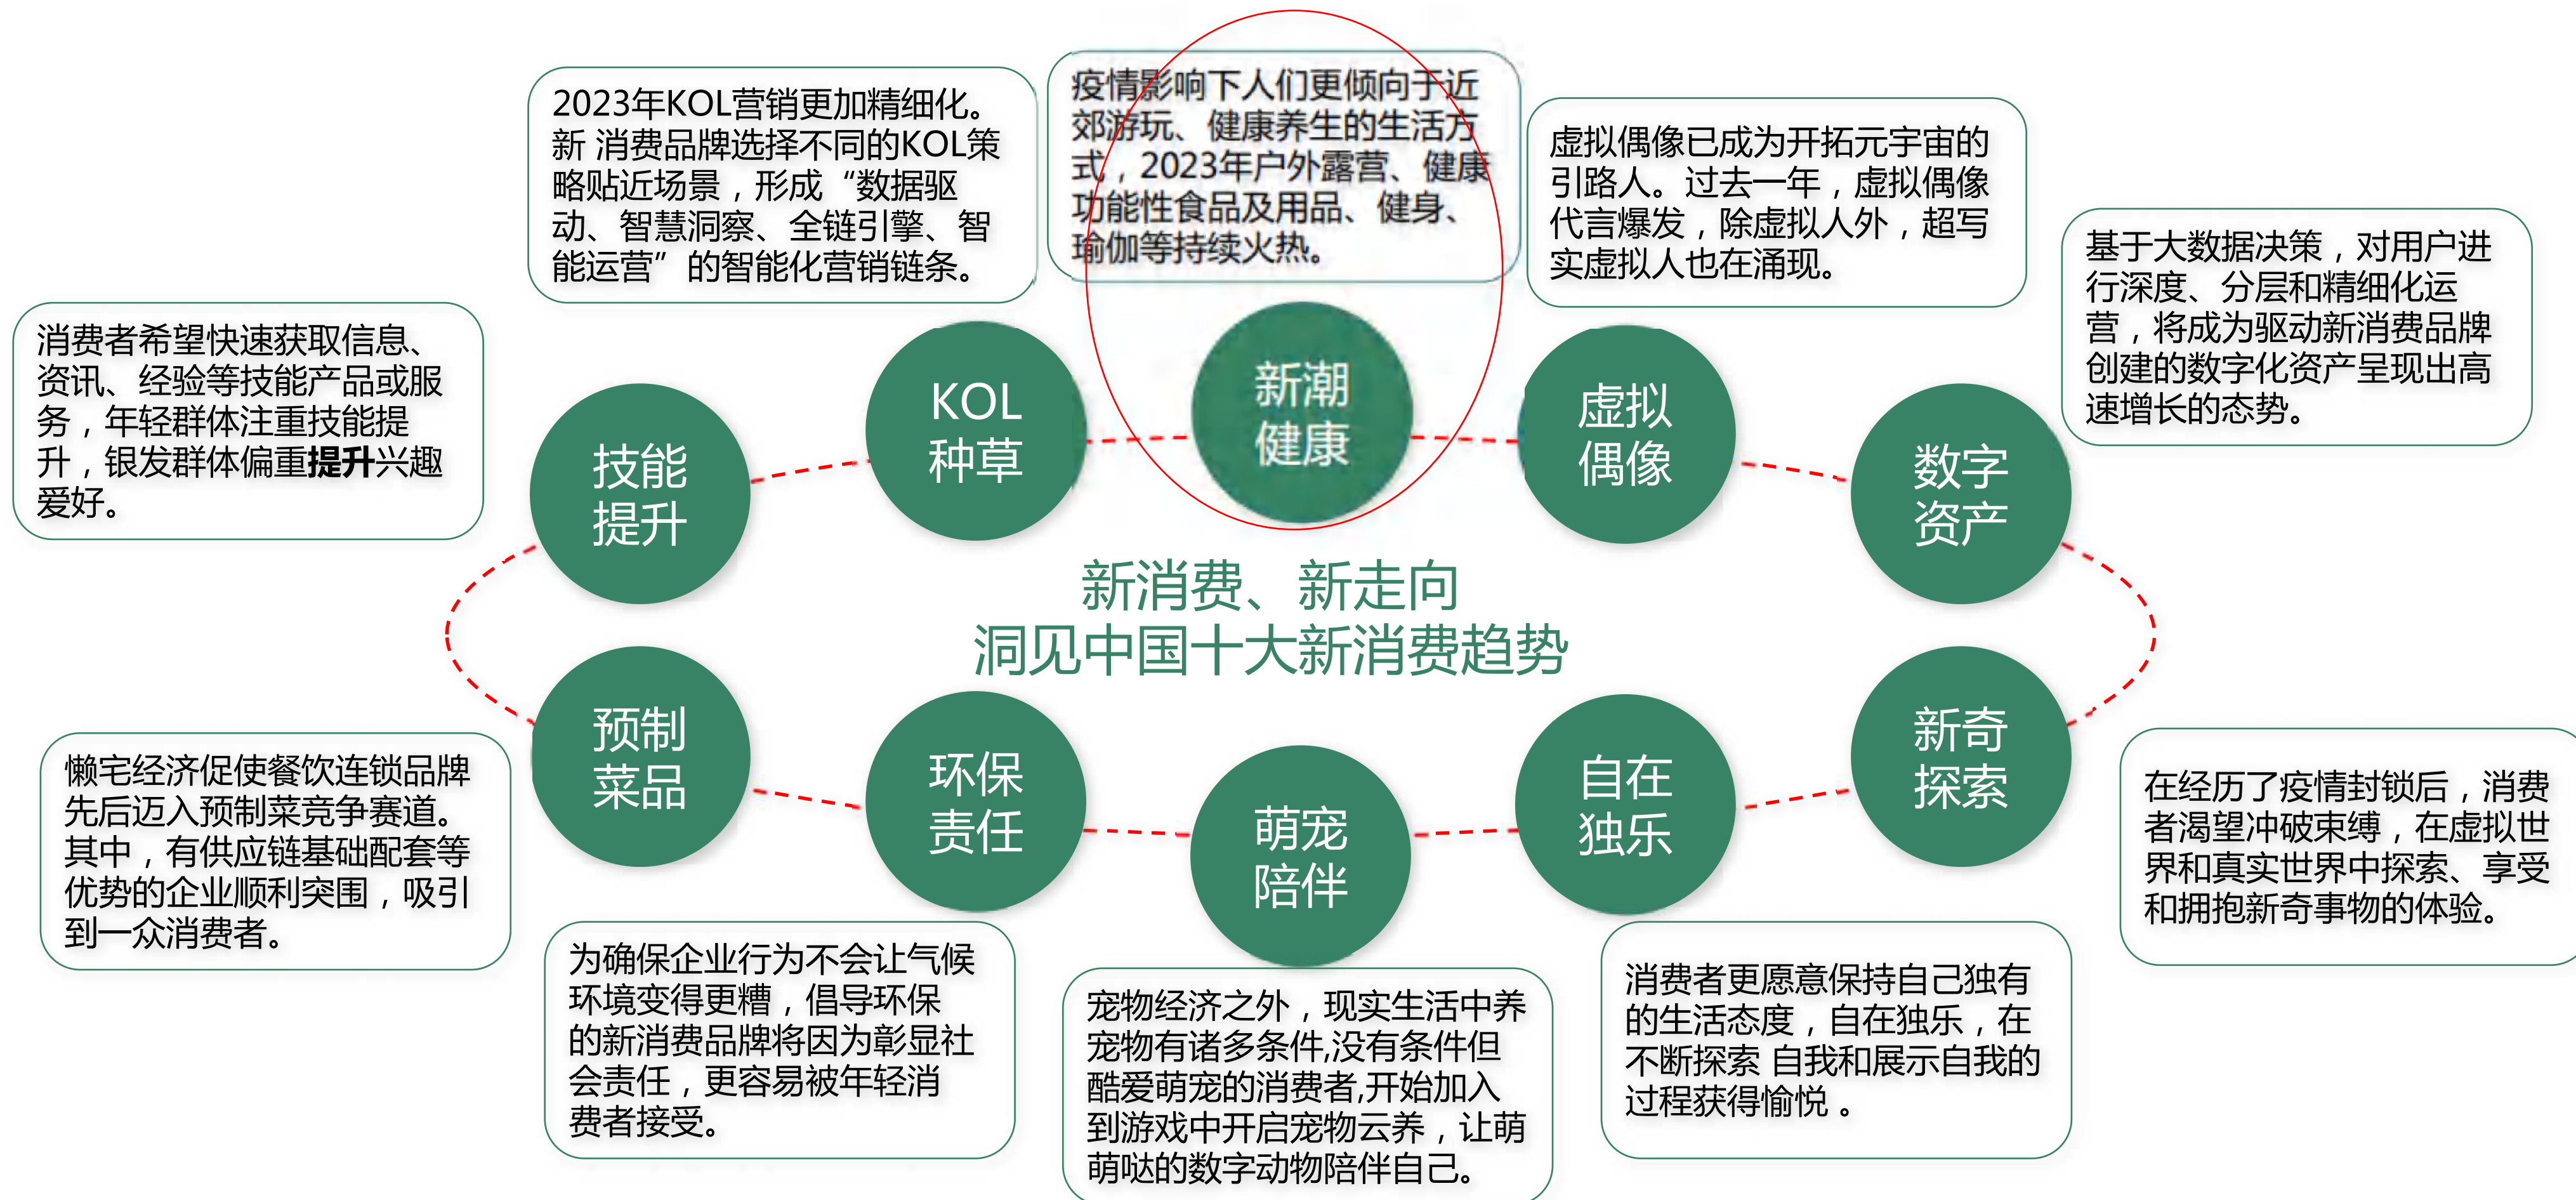 2023年KOL营销更加精细化。
新 消费品牌选择不同的KOL策
略贴近场景，形成“数据驱
动、智慧洞察、全链引擎、智
能运营”的智能化营销链条。
疫情影响下人们更倾向于近
郊游玩、健康养生的生活方
式，2023年户外露营、健康
功能性食品及用品、健身、
瑜伽等持续火热。
虚拟偶像已成为开拓元宇宙的
引路人。过去一年，虚拟偶像
代言爆发，除虚拟人外，超写
实虚拟人也在涌现。
基于大数据决策，对用户进
行深度、分层和精细化运
营，将成为驱动新消费品牌
创建的数字化资产呈现出高
速增长的态势。
消费者希望快速获取信息、
资讯、经验等技能产品或服
务，年轻群体注重技能提
升，银发群体偏重提升兴趣
爱好。
技能
提升
KOL
种草
新潮
健康
虚拟
偶像
数字
资产
新消费、新走向
洞见中国十大新消费趋势
预制
菜品
环保
责任
萌宠
陪伴
自在
独乐
新奇
探索
懒宅经济促使餐饮连锁品牌
先后迈入预制菜竞争赛道。
其中，有供应链基础配套等
优势的企业顺利突围，吸引
到一众消费者。
为确保企业行为不会让气候
环境变得更糟，倡导环保
的新消费品牌将因为彰显社
会责任，更容易被年轻消
费者接受。
宠物经济之外，现实生活中养
宠物有诸多条件,没有条件但
酷爱萌宠的消费者,开始加入
到游戏中开启宠物云养，让萌
萌哒的数字动物陪伴自己。
消费者更愿意保持自己独有
的生活态度，自在独乐，在
不断探索 自我和展示自我的
过程获得愉悦 。
在经历了疫情封锁后，消费
者渴望冲破束缚，在虚拟世
界和真实世界中探索、享受
和拥抱新奇事物的体验。